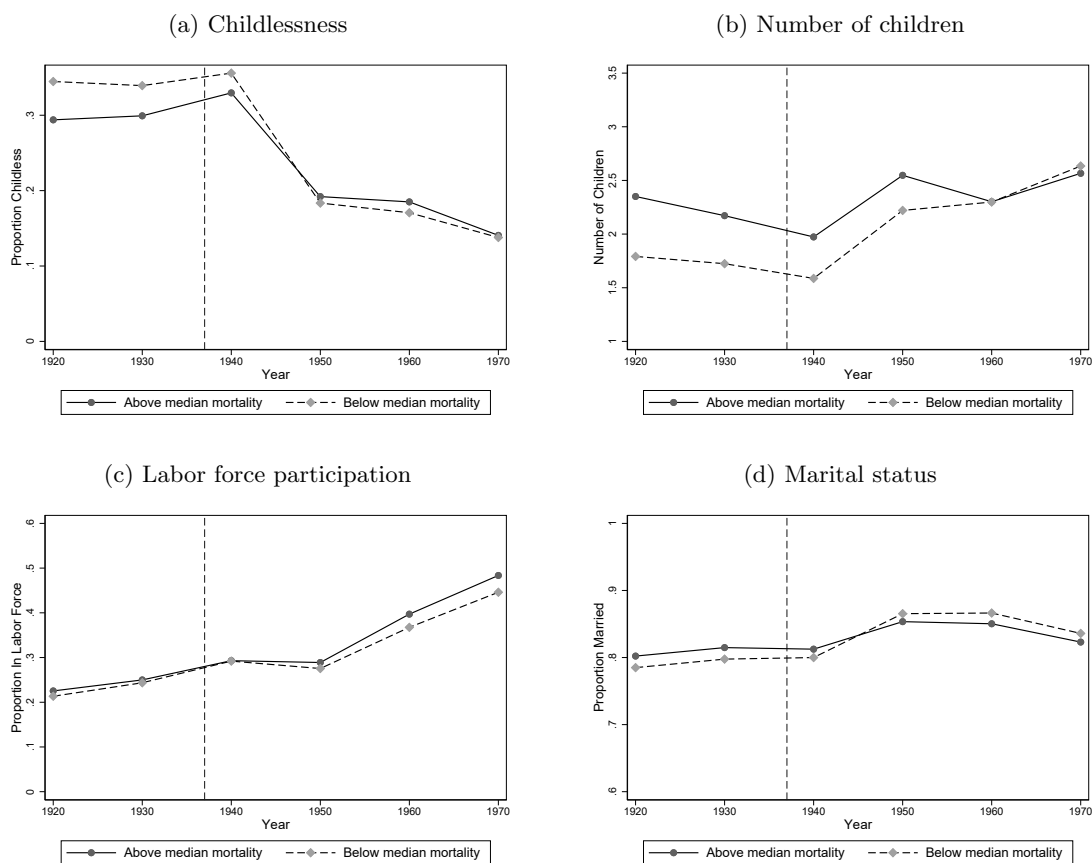 (a) Childlessness
Proportion Childless
.3
.2
.1
0
1920 1930 1940 1950 1960 1970
Year
Above median mortality Below median mortality
(b) Number of children
Number of Children
3.5
3
2.5
2
1.5
1
1920 1930 1940 1950 1960 1970
Year
Above median mortality Below median mortality
(c) Labor force participation
Proportion In Labor Force
.6
.5
.4
.3
.2
.1
0
1920 1930 1940 1950 1960 1970
Year
Above median mortality Below median mortality
(d) Marital status
Proportion Married
1
.9
.8
.7
.6
1920 1930 1940 1950 1960 1970
Year
Above median mortality Below median mortality